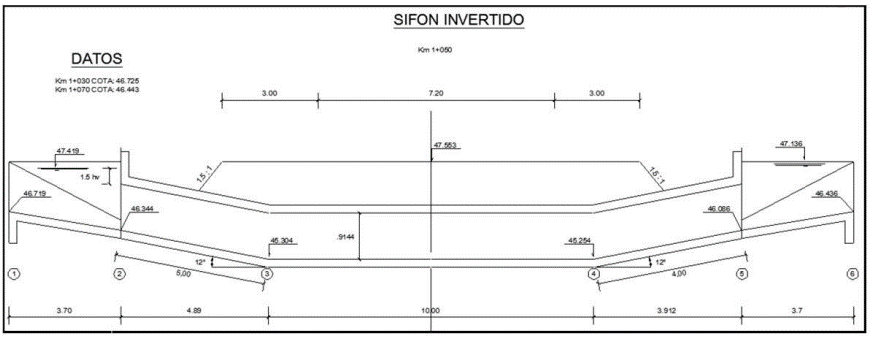 SIFON INVERTIDO
Km 1+050
DATOS
Km 1+030 COTA: 46.725
Km 1+070 COTA: 46.443
3.00 7.20 3.00
47.419 47.553 47.136
1.5 : 1 1.5 : 1
1.5 hv
46.719 46.344 46.086 46.436
.9144
45.304 45.254
12° 12°
5.00 4.00
1 2 3 4 5 6
3.70 4.89 10.00 3.912 3.7